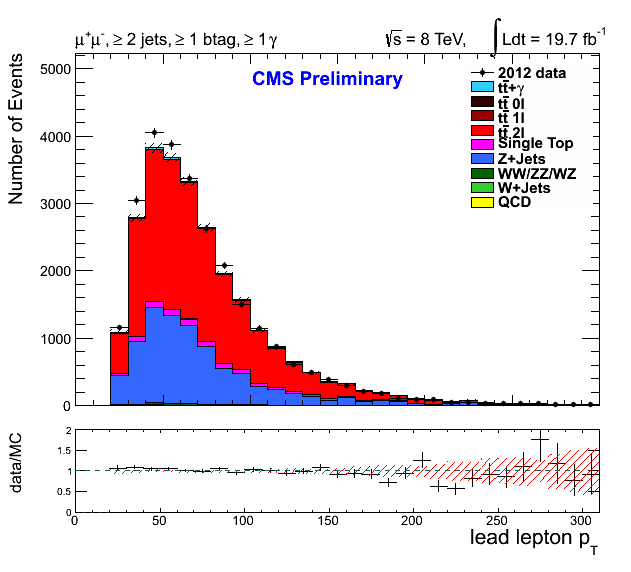 μ⁺μ⁻, ≥ 2 jets, ≥ 1 btag, ≥ 1 γ
√s = 8 TeV, ∫ Ldt = 19.7 fb⁻¹
CMS Preliminary
2012 data
tt̄+γ
tt̄ 0l
tt̄ 1l
tt̄ 2l
Single Top
Z+Jets
WW/ZZ/WZ
W+Jets
QCD
Number of Events
5000
4000
3000
2000
1000
0
data/MC
2
1.5
1
0.5
0
0 50 100 150 200 250 300
lead lepton p_T